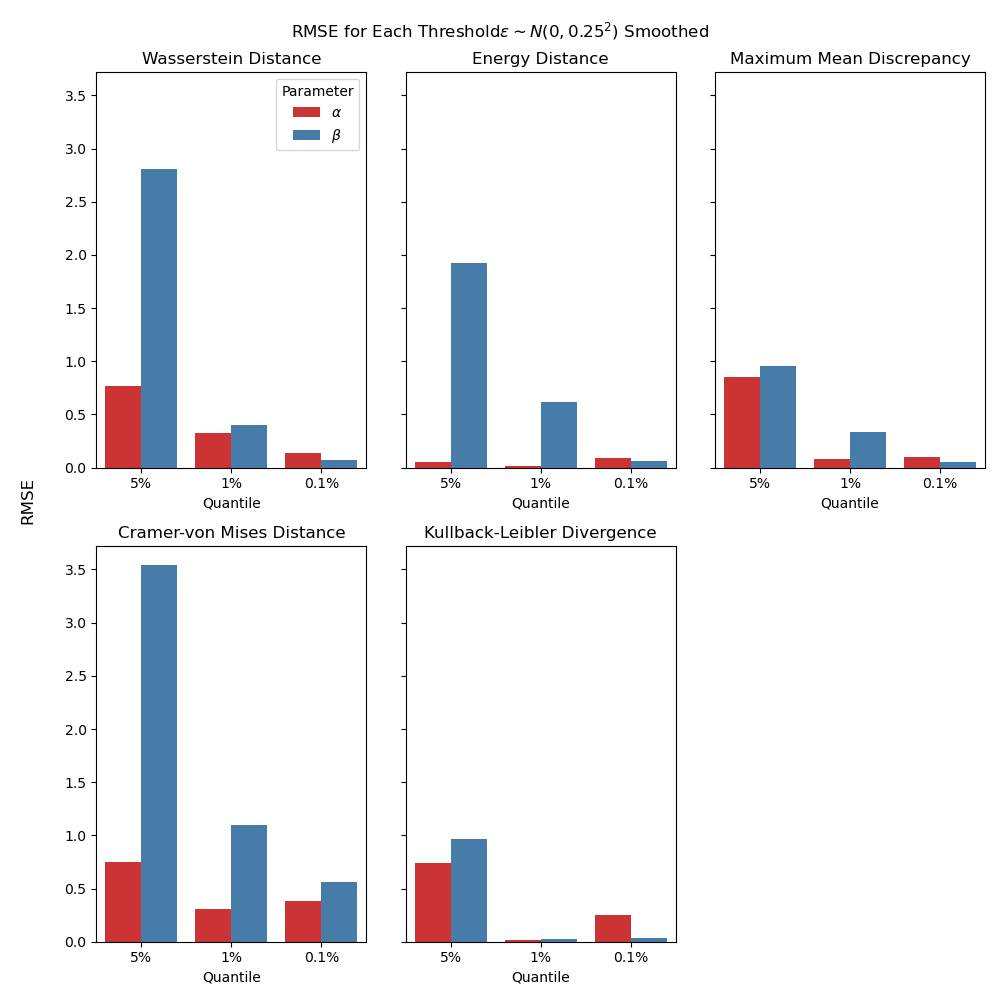 RMSE for Each Thresholdε ~ N(0, 0.25²) Smoothed
Wasserstein Distance
Energy Distance
Maximum Mean Discrepancy
Parameter
α
β
3.5
3.0
2.5
2.0
1.5
1.0
0.5
0.0
5% 1% 0.1%
Quantile
5% 1% 0.1%
Quantile
5% 1% 0.1%
Quantile
RMSE
Cramer-von Mises Distance
Kullback-Leibler Divergence
3.5
3.0
2.5
2.0
1.5
1.0
0.5
0.0
5% 1% 0.1%
Quantile
5% 1% 0.1%
Quantile